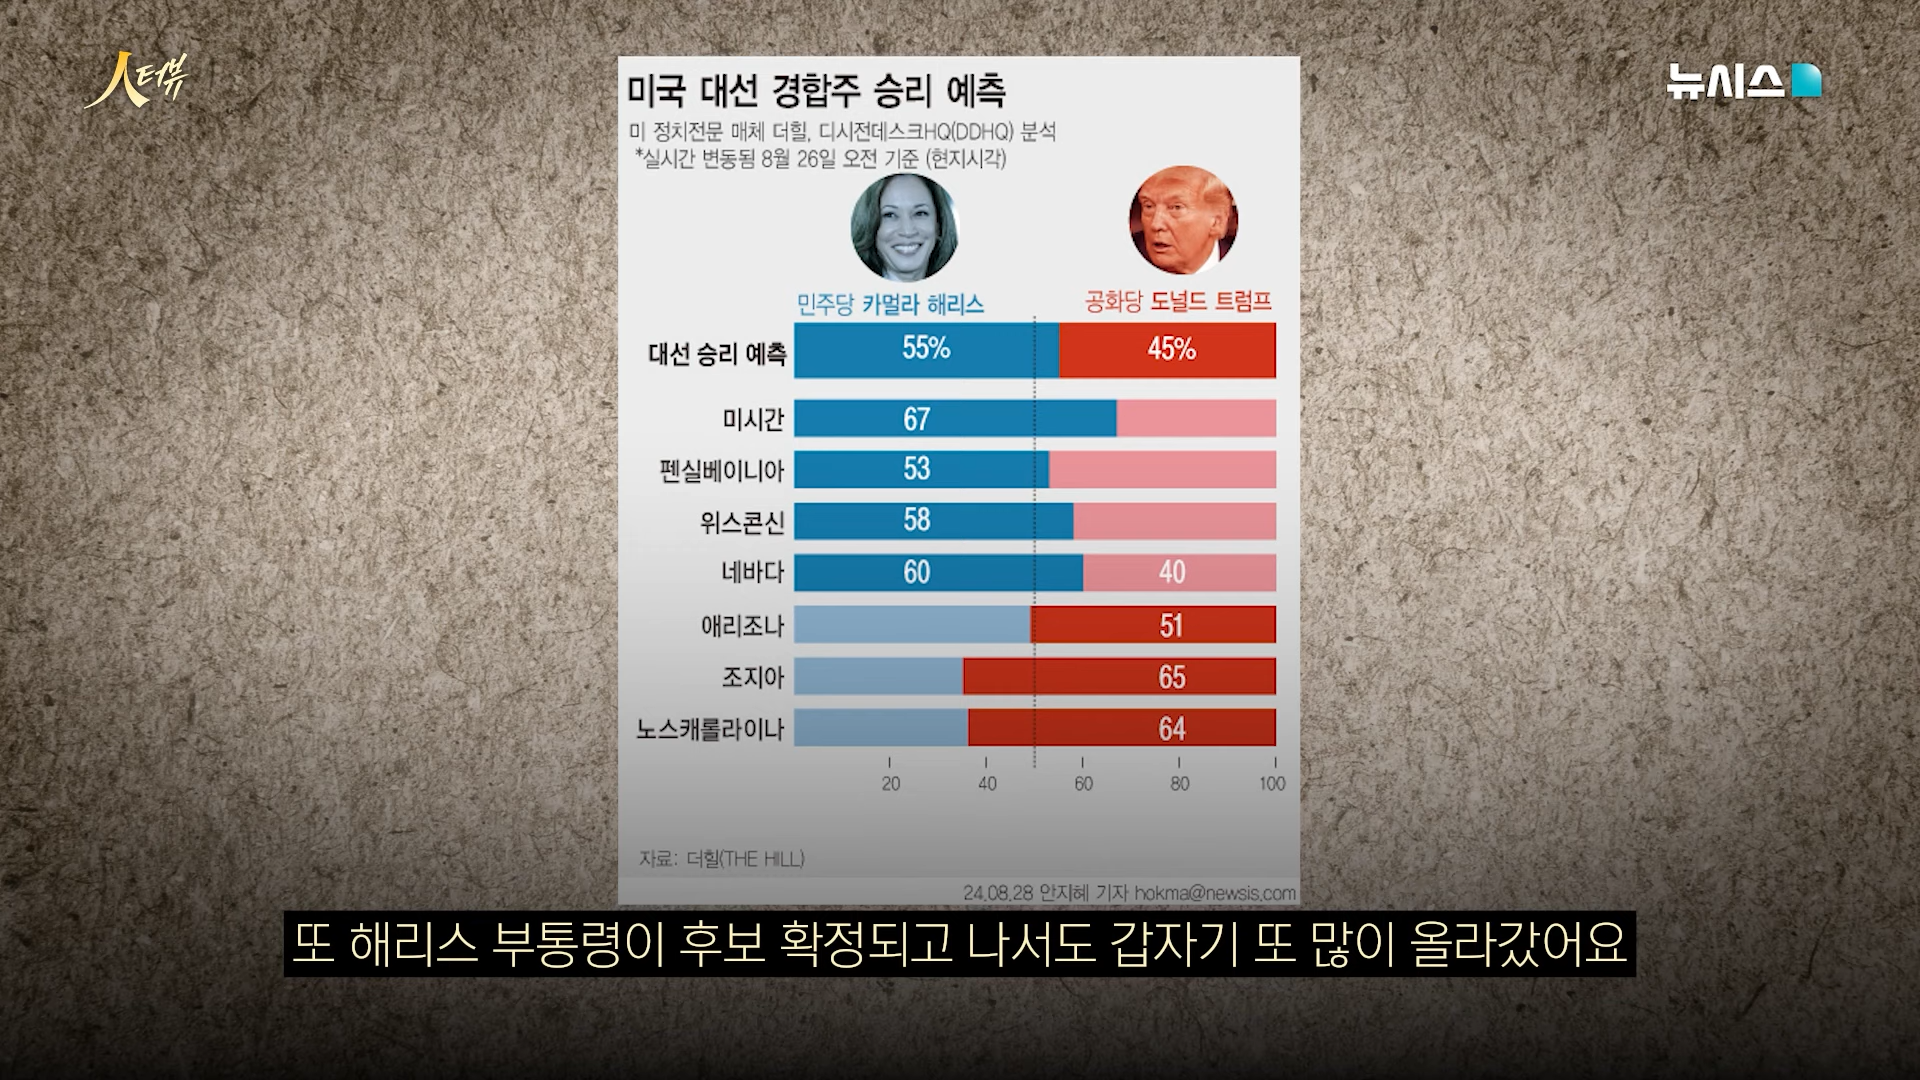 人터뷰
뉴시스
미국 대선 경합주 승리 예측
미 정치전문 매체 더힐, 디시전데스크HQ(DDHQ) 분석
*실시간 변동됨 8월 26일 오전 기준 (현지시각)
민주당 카멀라 해리스
공화당 도널드 트럼프
대선 승리 예측 55% 45%
미시간 67
펜실베이니아 53
위스콘신 58
네바다 60 40
애리조나 51
조지아 65
노스캐롤라이나 64
20 40 60 80 100
자료: 더힐(THE HILL)
24.08.28 안지혜 기자 hokma@newsis.com
또 해리스 부통령이 후보 확정되고 나서도 갑자기 또 많이 올라갔어요